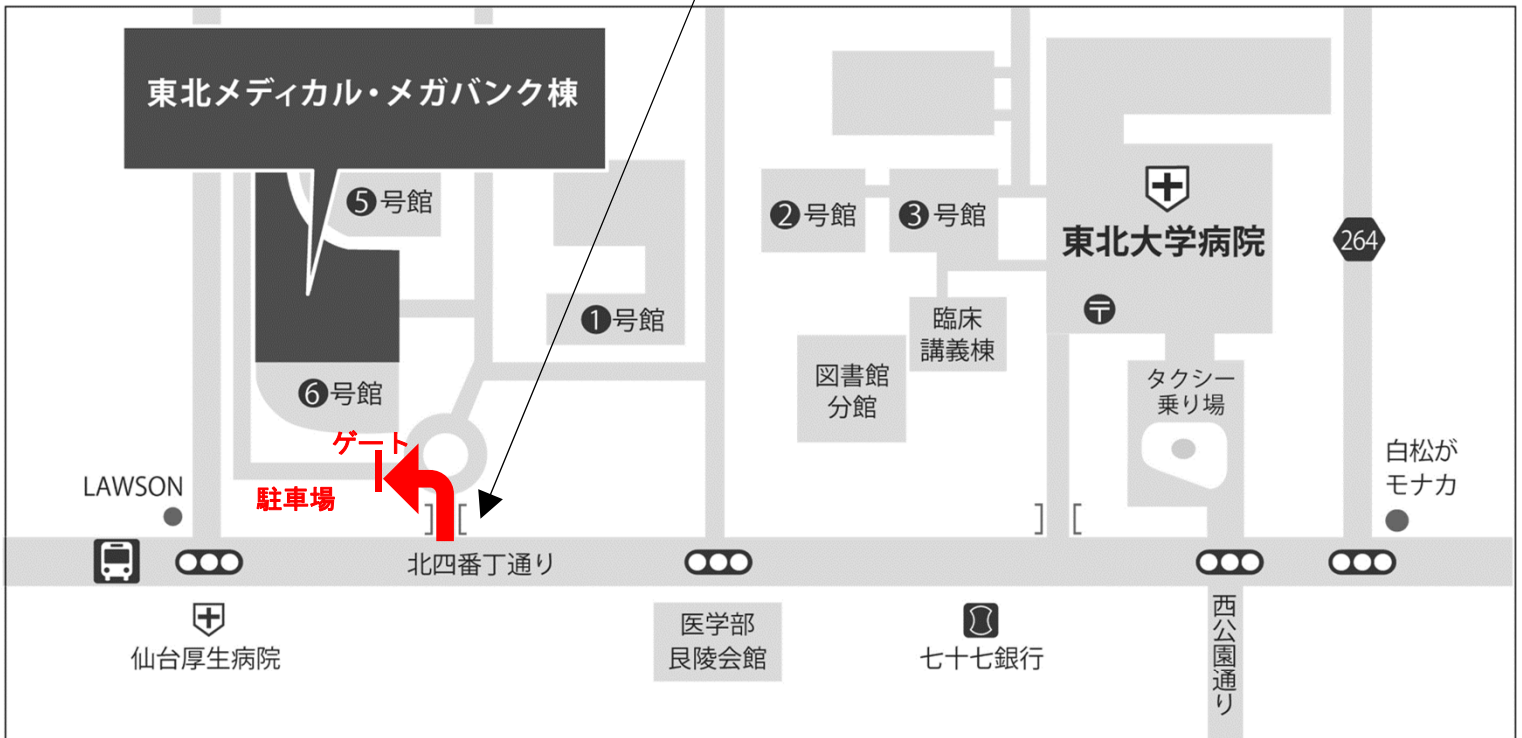 東北メディカル・メガバンク棟
❺号館
❷号館
❸号館
東北大学病院
264
❶号館
〒
臨床
講義棟
❻号館
図書館
分館
タクシー
乗り場
ゲート
駐車場
LAWSON
白松が
モナカ
北四番丁通り
仙台厚生病院
医学部
艮陵会館
七十七銀行
西公園通り